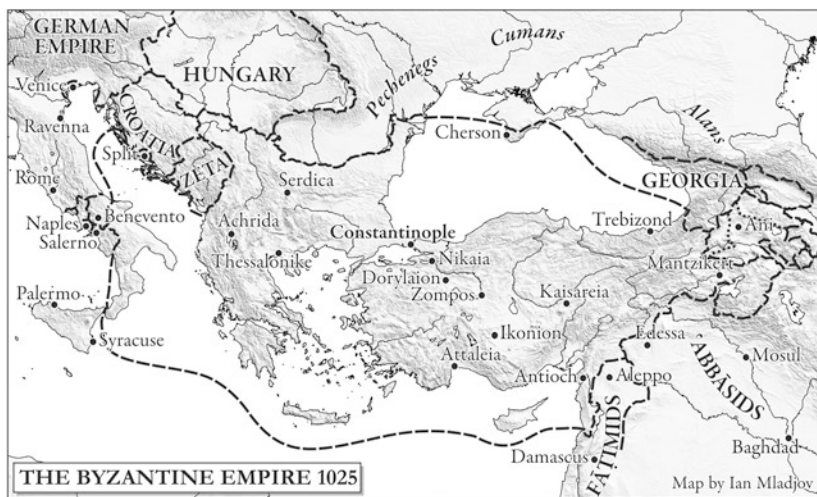 GERMAN
EMPIRE
Cumans
HUNGARY
Pechenegs
Venice
CROATIA
Ravenna
Cherson
Alans
Split
ZETA
Rome
Serdica
GEORGIA
Naples
Benevento
Achrida
Constantinople
Trebizond
Ani
Salerno
Thessalonike
Nikaia
Mantzikert
Dorylaion
Zompos
Kaisareia
Palermo
Syracuse
Ikonion
Edessa
Mosul
Attaleia
Antioch
Aleppo
ABBĀSIDS
FĀṬIMIDS
Baghdad
Damascus
THE BYZANTINE EMPIRE 1025
Map by Ian Mladjov